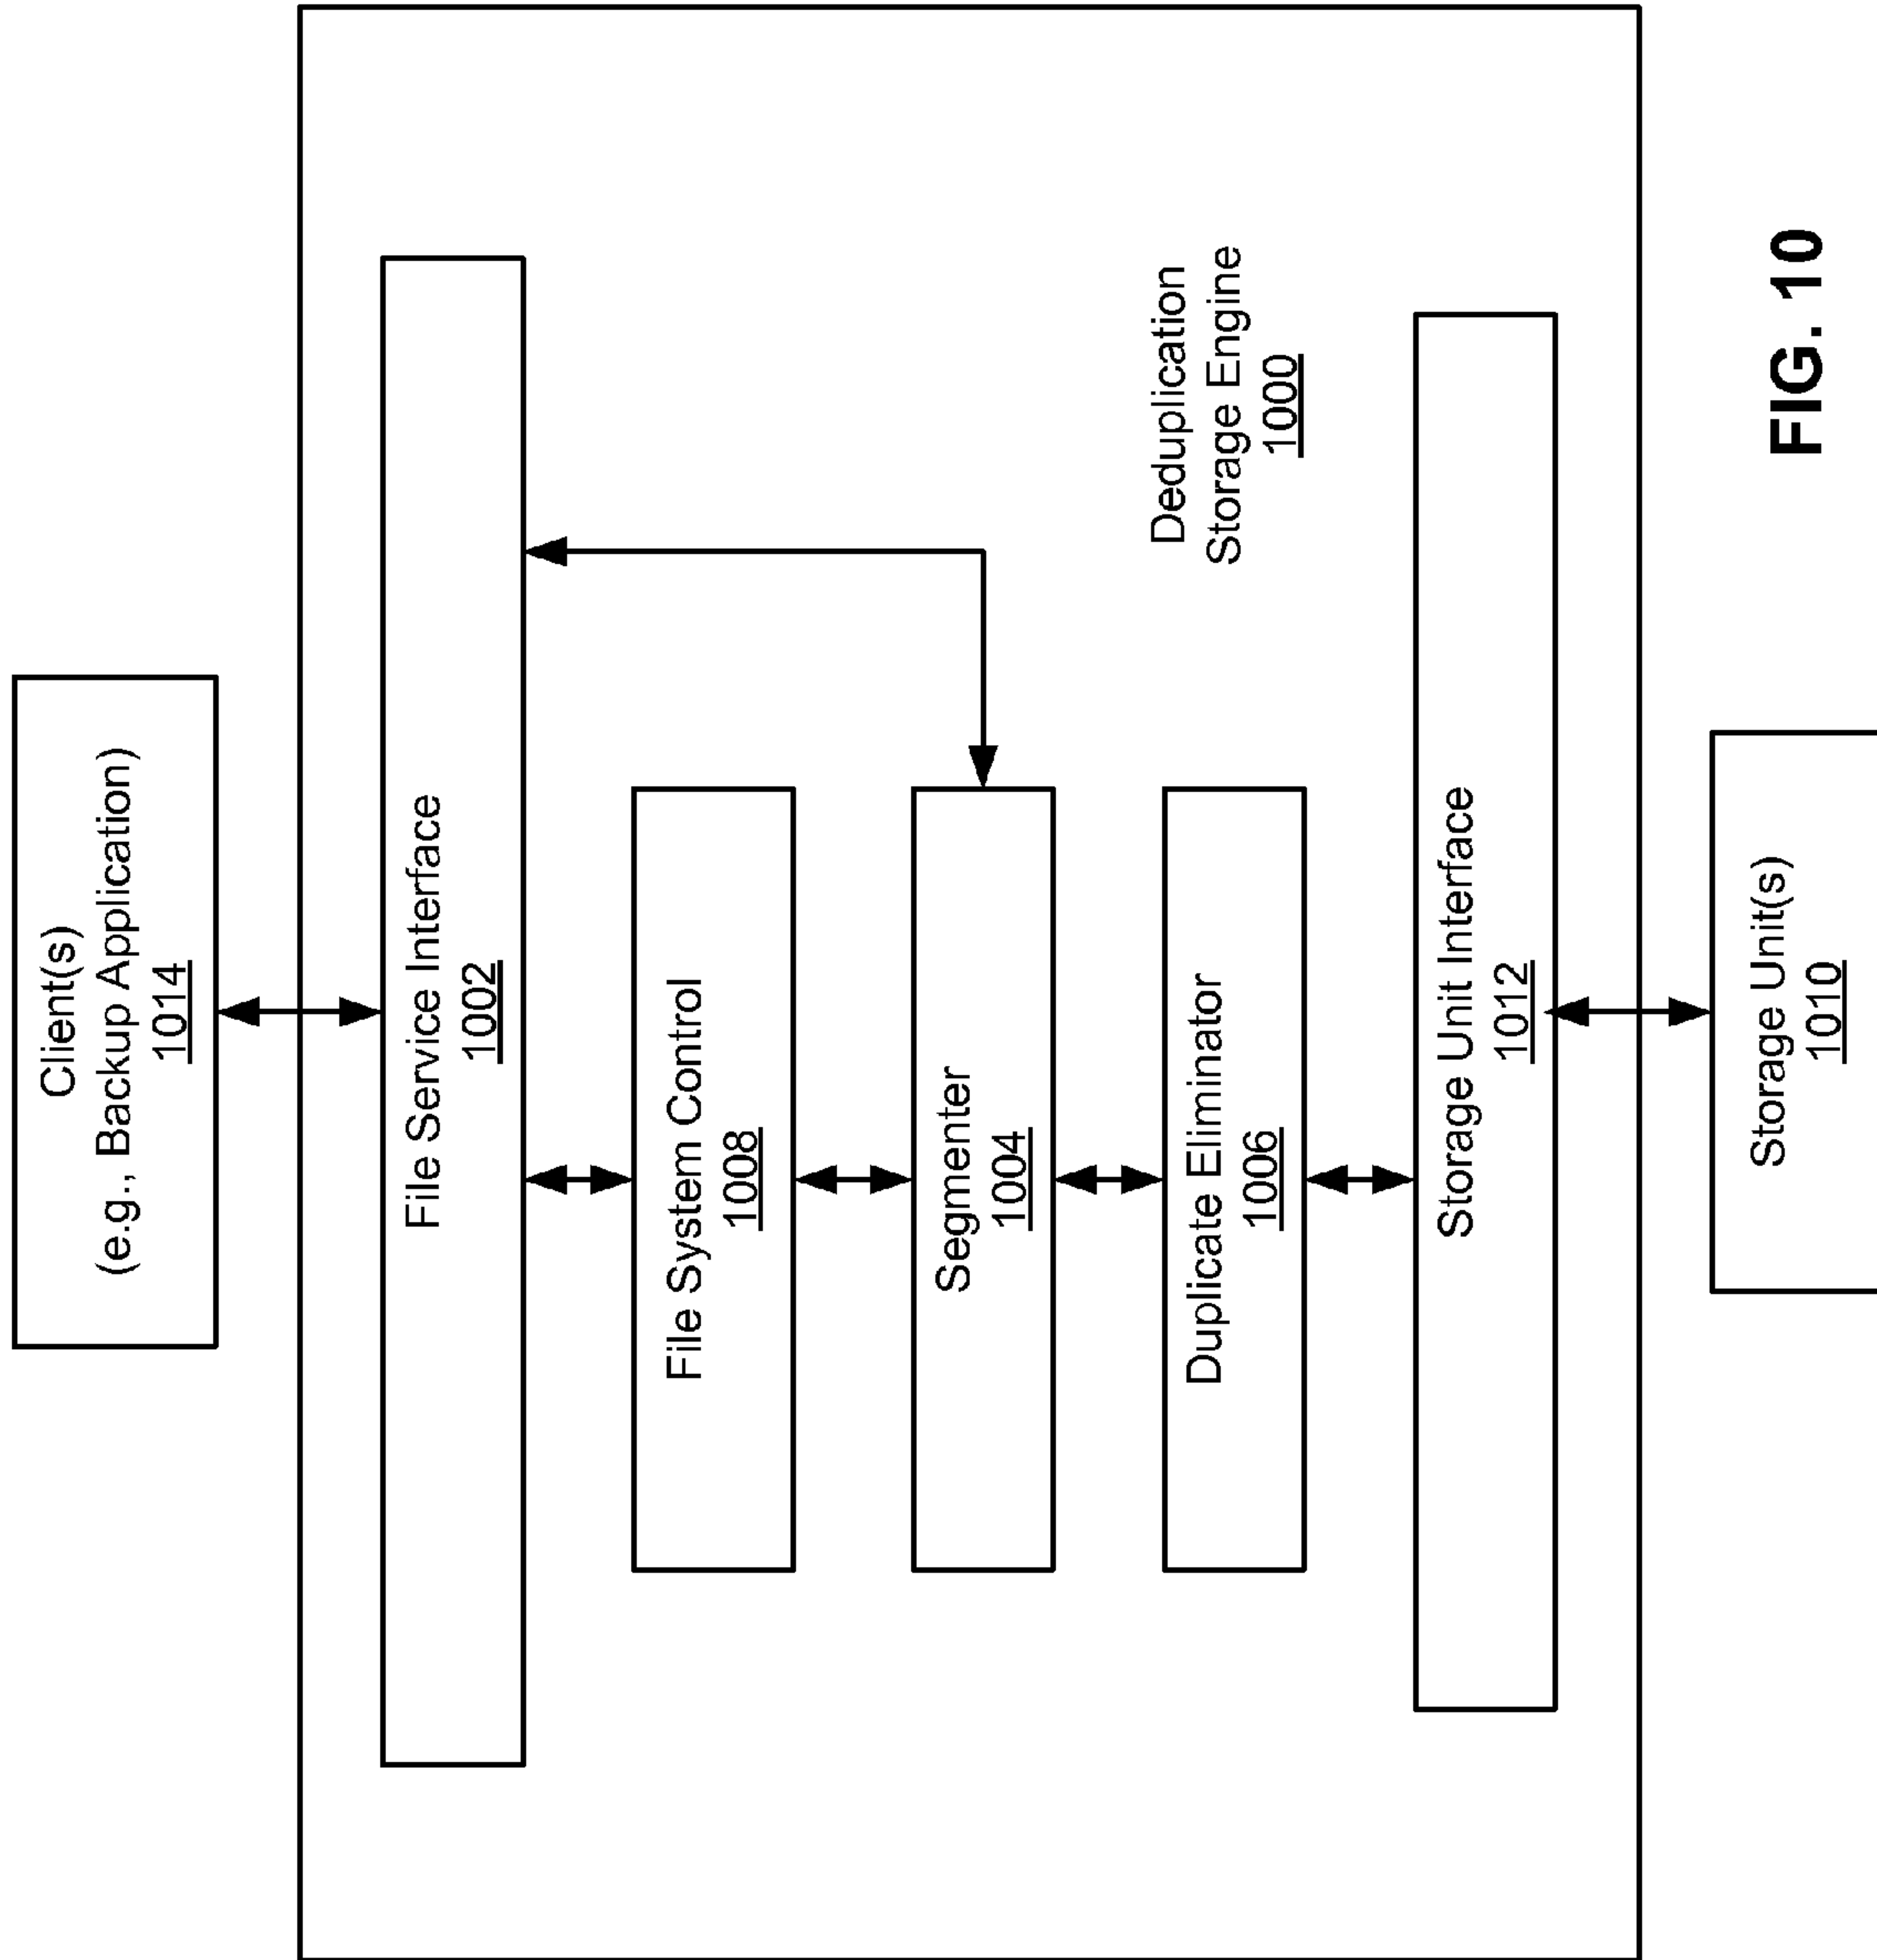 Client(s)
(e.g., Backup Application)
1014
File Service Interface
1002
File System Control
1008
Segmenter
1004
Duplicate Eliminator
1006
Storage Unit Interface
1012
Deduplication
Storage Engine
1000
Storage Unit(s)
1010
FIG. 10